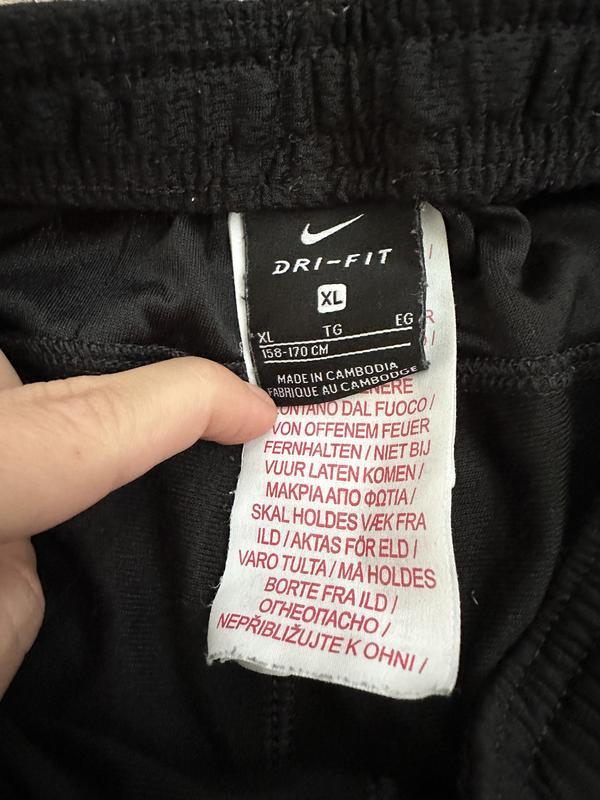 DRI-FIT
XL
XL TG EG
158-170 CM
MADE IN CAMBODIA
FABRIQUE AU CAMBODGE
DAL FUOCO /
VON OFFENEM FEUER
FERNHALTEN / NIET BIJ
VUUR LATEN KOMEN /
ΜΑΚΡΙΑ ΑΠΟ ΦΩΤΙΑ /
SKAL HOLDES VÆK FRA
ILD / AKTAS FÖR ELD /
VARO TULTA / MÅ HOLDES
BORTE FRA ILD /
ОГНЕОПАСНО /
NEPŘIBLIŽUJTE K OHNI /